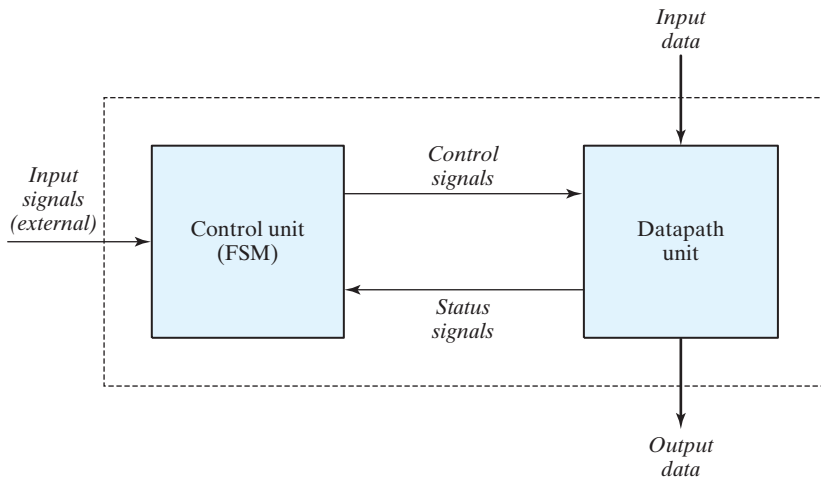 Input
data
Input
signals
(external)
Control unit
(FSM)
Control
signals
Datapath
unit
Status
signals
Output
data